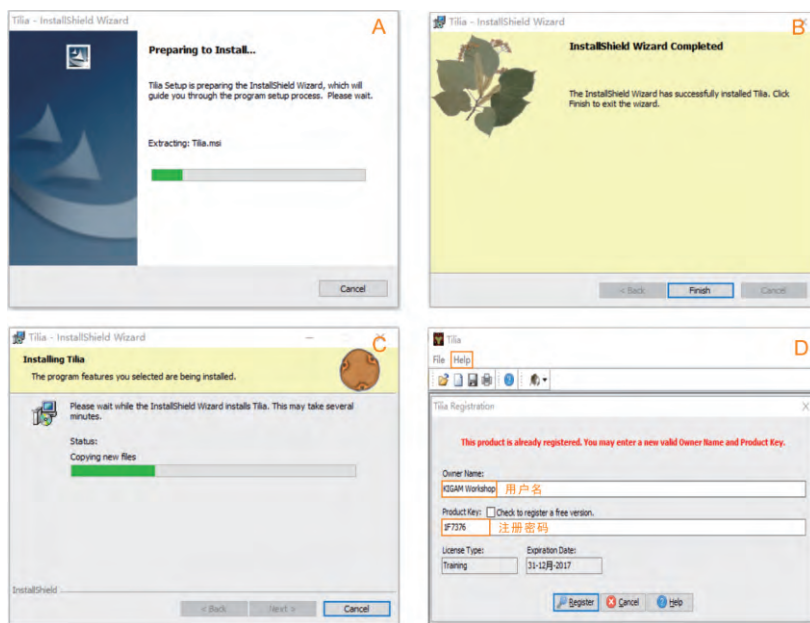 Tilia - InstallShield Wizard
A
Preparing to Install...
Tilia Setup is preparing the InstallShield Wizard, which will
guide you through the program setup process. Please wait.
Extracting: Tilia.msi
Cancel
Tilia - InstallShield Wizard
B
InstallShield Wizard Completed
The InstallShield Wizard has successfully installed Tilia. Click
Finish to exit the wizard.
< Back
Finish
Cancel
Tilia - InstallShield Wizard
C
Installing Tilia
The program features you selected are being installed.
Please wait while the InstallShield Wizard installs Tilia. This may take several
minutes.
Status:
Copying new files
InstallShield
< Back
Next >
Cancel
Tilia
D
File Help
Tilia Registration
This product is already registered. You may enter a new valid Owner Name and Product Key.
Owner Name:
KIGAM Workshop 用户名
Product Key: Check to register a free version.
1F7376 注册密码
License Type: Expiration Date:
Training 31-12月-2017
Register Cancel Help